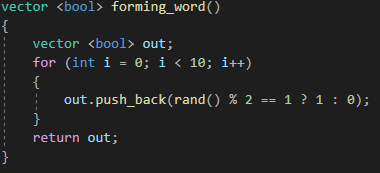 vector <bool> forming_word()
{
    vector <bool> out;
    for (int i = 0; i < 10; i++)
    {
        out.push_back(rand() % 2 == 1 ? 1 : 0);
    }
    return out;
}